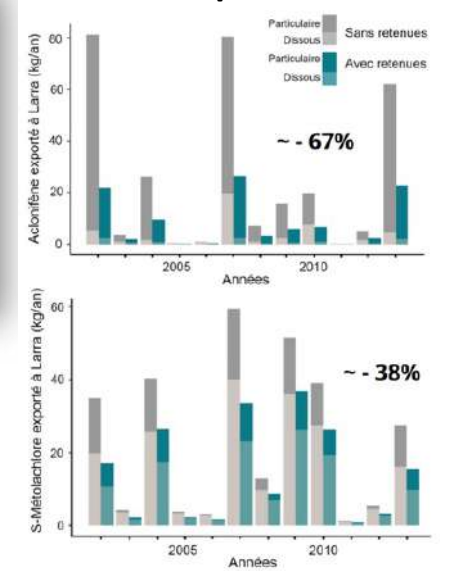 Particulaire
Dissous
Sans retenues
Particulaire
Dissous
Avec retenues
~ - 67%
Aclonifène exporté à Larra (kg/an)
80
60
40
20
0
2005
2010
Années
~ - 38%
S-Métolachlore exporté à Larra (kg/an)
60
40
20
0
2005
2010
Années